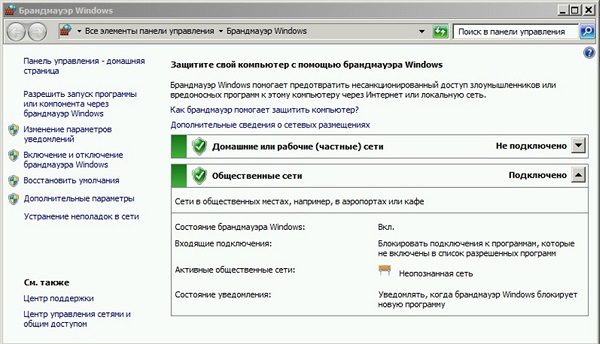 Брандмауэр Windows
Все элементы панели управления
Брандмауэр Windows
Поиск в панели управления
Панель управления - домашняя
страница
Разрешить запуск программы
или компонента через
брандмауэр Windows
Изменение параметров
уведомлений
Включение и отключение
брандмауэра Windows
Восстановить умолчания
Дополнительные параметры
Устранение неполадок в сети
См. также
Центр поддержки
Центр управления сетями и
общим доступом
Защитите свой компьютер с помощью брандмауэра Windows
Брандмауэр Windows помогает предотвратить несанкционированный доступ злоумышленников или
вредоносных программ к этому компьютеру через Интернет или локальную сеть.
Как брандмауэр помогает защитить компьютер?
Дополнительные сведения о сетевых размещениях
Домашние или рабочие (частные) сети Не подключено
Общественные сети Подключено
Сети в общественных местах, например, в аэропортах или кафе
Состояние брандмауэра Windows: Вкл.
Входящие подключения: Блокировать подключения к программам, которые
не включены в список разрешенных программ
Активные общественные сети: Неопознанная сеть
Состояние уведомления: Уведомлять, когда брандмауэр Windows блокирует
новую программу